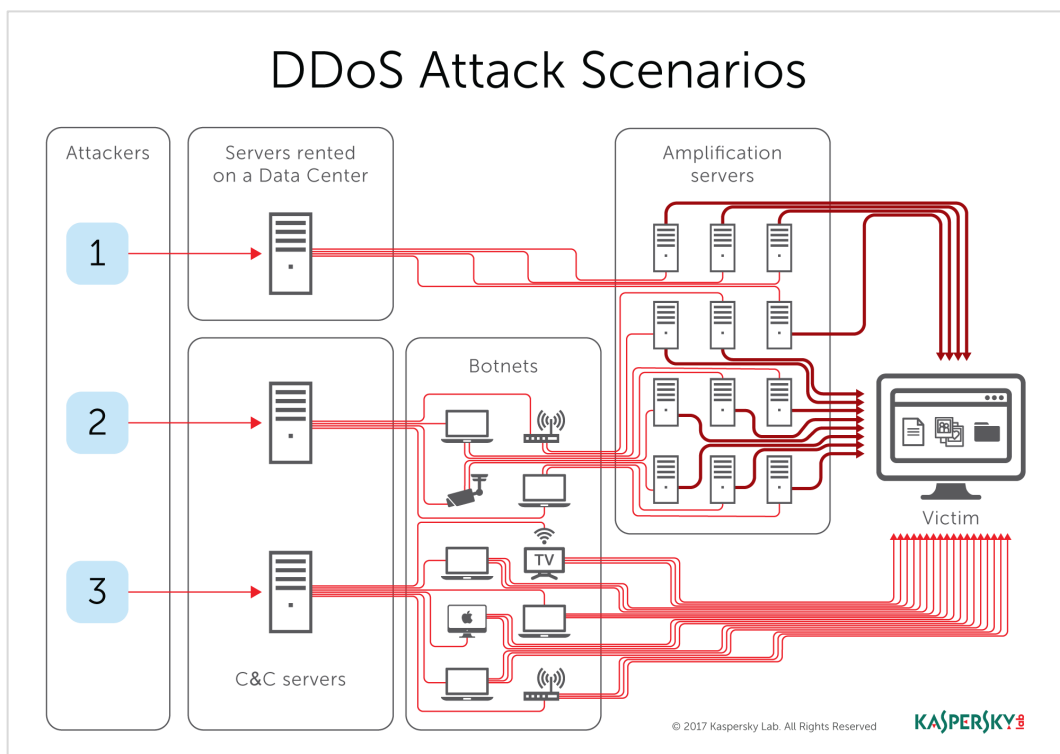 DDoS Attack Scenarios
Attackers
Servers rented
on a Data Center
Amplification
servers
1
Botnets
2
Victim
TV
3
C&C servers
© 2017 Kaspersky Lab. All Rights Reserved
KASPERSKY lab